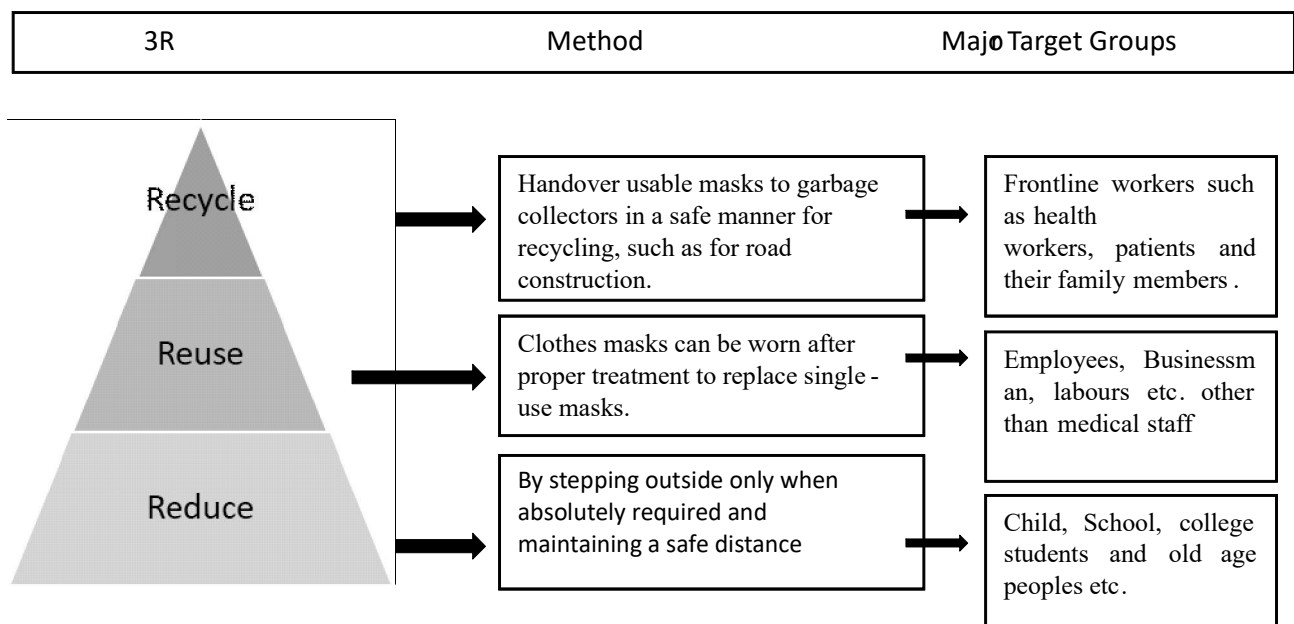 3R Method Major Target Groups
Recycle
Handover usable masks to garbage
collectors in a safe manner for
recycling, such as for road
construction.
Frontline workers such
as health
workers, patients and
their family members .
Reuse
Clothes masks can be worn after
proper treatment to replace single -
use masks.
Employees, Businessm
an, labours etc. other
than medical staff
Reduce
By stepping outside only when
absolutely required and
maintaining a safe distance
Child, School, college
students and old age
peoples etc.